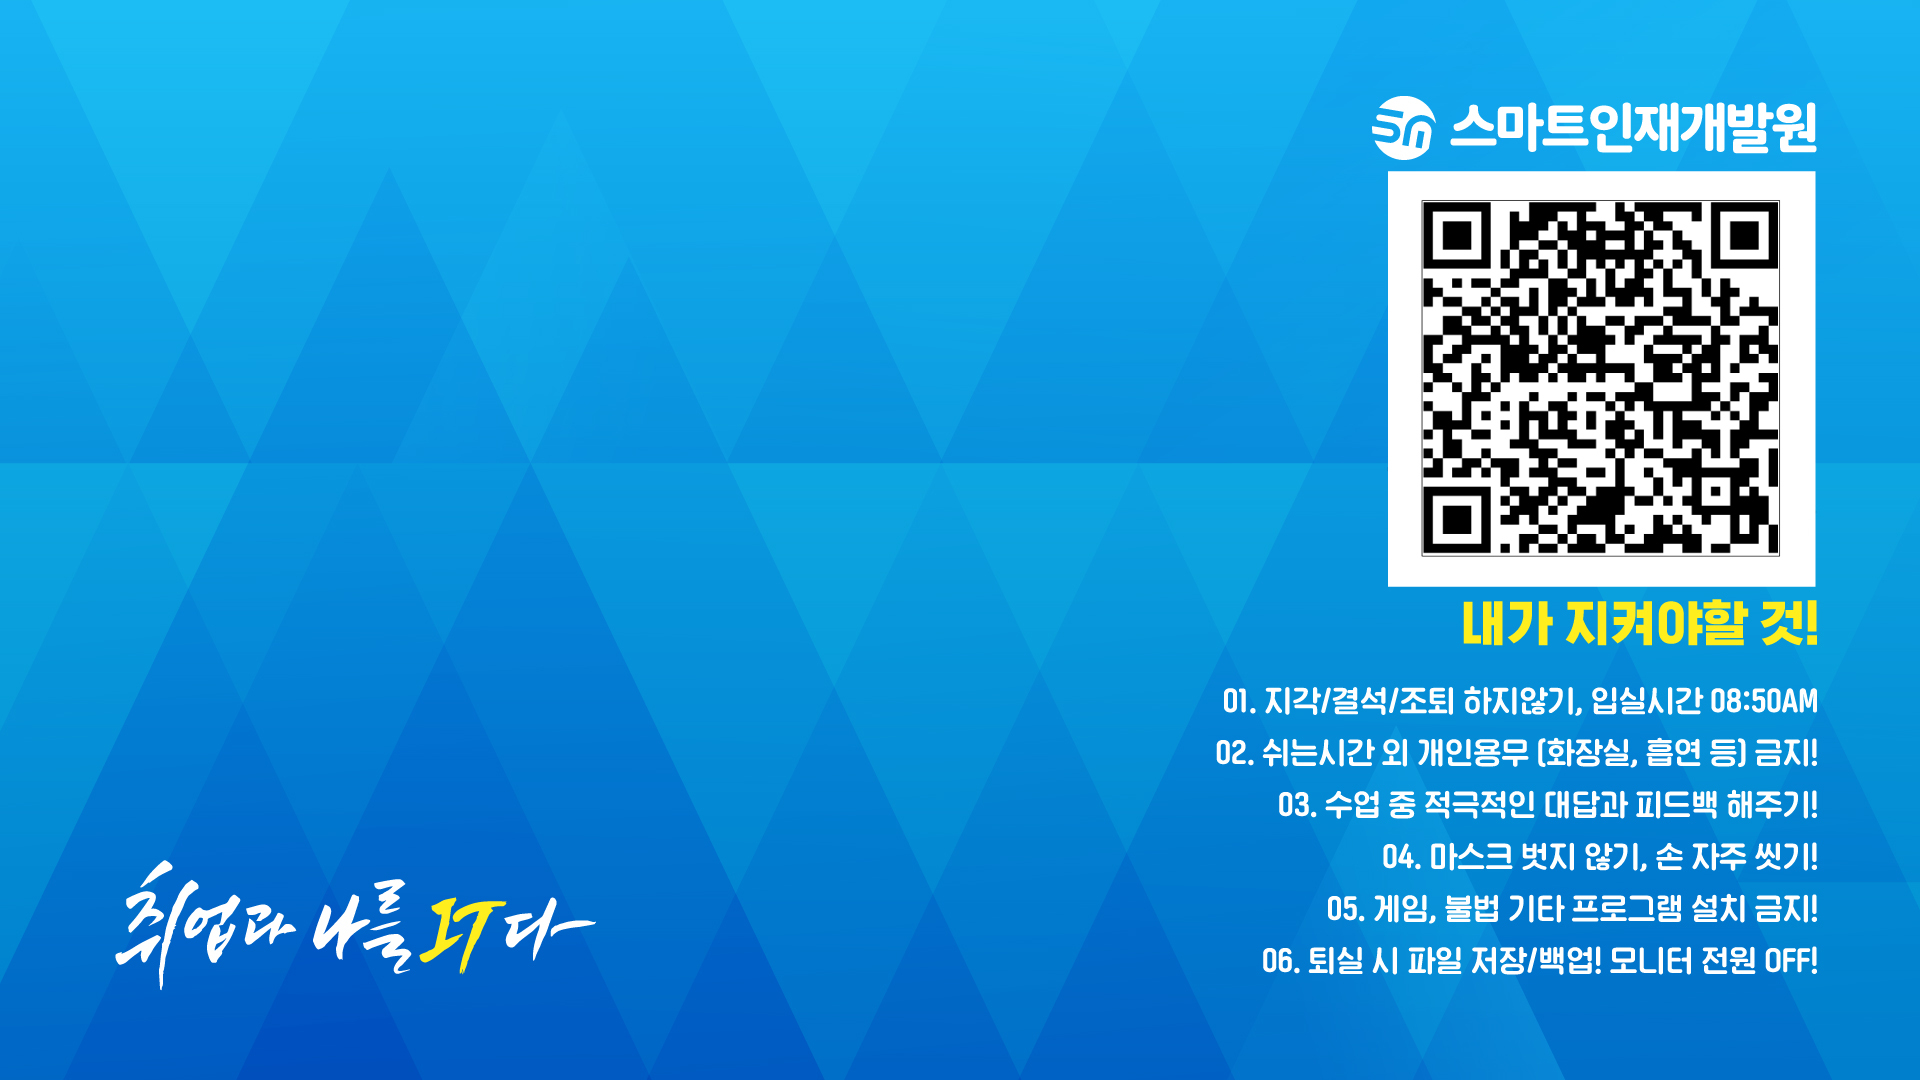 스마트인재개발원
내가 지켜야할 것!
01. 지각/결석/조퇴 하지않기, 입실시간 08:50AM
02. 쉬는시간 외 개인용무 (화장실, 흡연 등) 금지!
03. 수업 중 적극적인 대답과 피드백 해주기!
04. 마스크 벗지 않기, 손 자주 씻기!
05. 게임, 불법 기타 프로그램 설치 금지!
06. 퇴실 시 파일 저장/백업! 모니터 전원 OFF!
취업과 나를 IT다